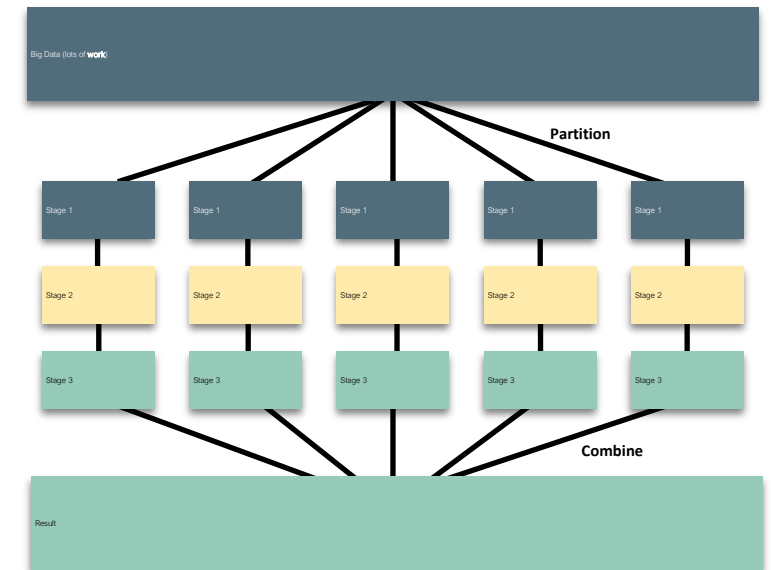 Big Data (lots of work)
Partition
Stage 1
Stage 1
Stage 1
Stage 1
Stage 1
Stage 2
Stage 2
Stage 2
Stage 2
Stage 2
Stage 3
Stage 3
Stage 3
Stage 3
Stage 3
Combine
Result